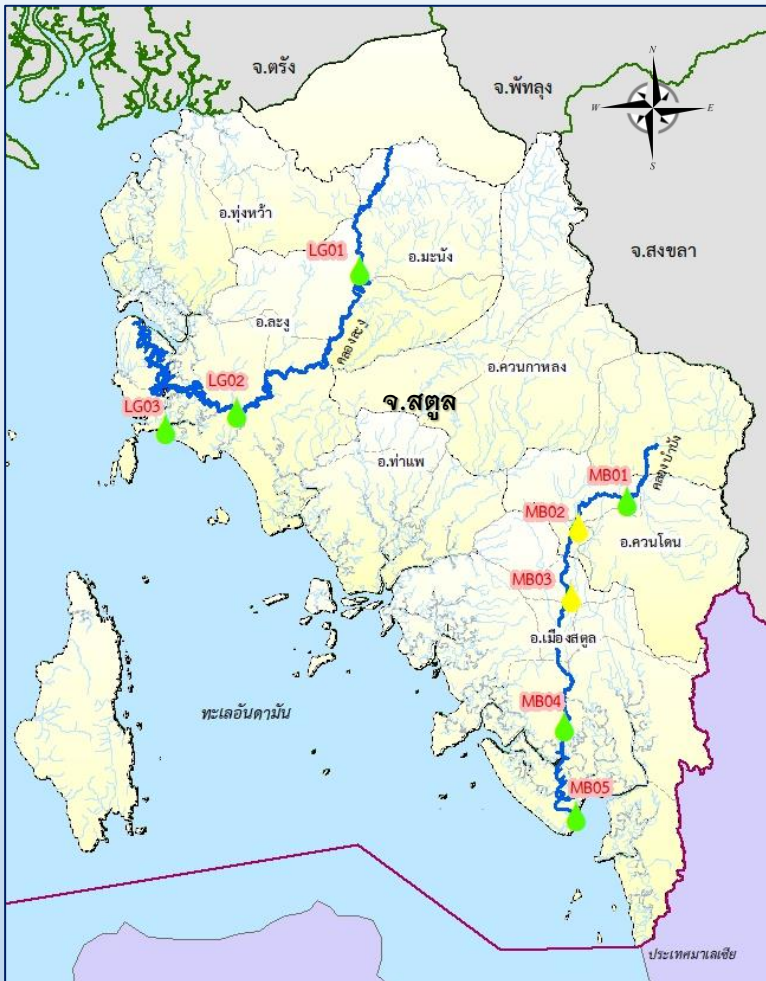 จ.ตรัง
จ.พัทลุง
N
W
E
S
อ.ทุ่งหว้า
LG01
อ.มะนัง
จ.สงขลา
อ.ละงู
คลองละงู
อ.ควนกาหลง
LG02
จ.สตูล
LG03
อ.ท่าแพ
คลองบำบัง
MB01
MB02
อ.ควนโดน
MB03
อ.เมืองสตูล
MB04
ทะเลอันดามัน
MB05
ประเทศมาเลเซีย